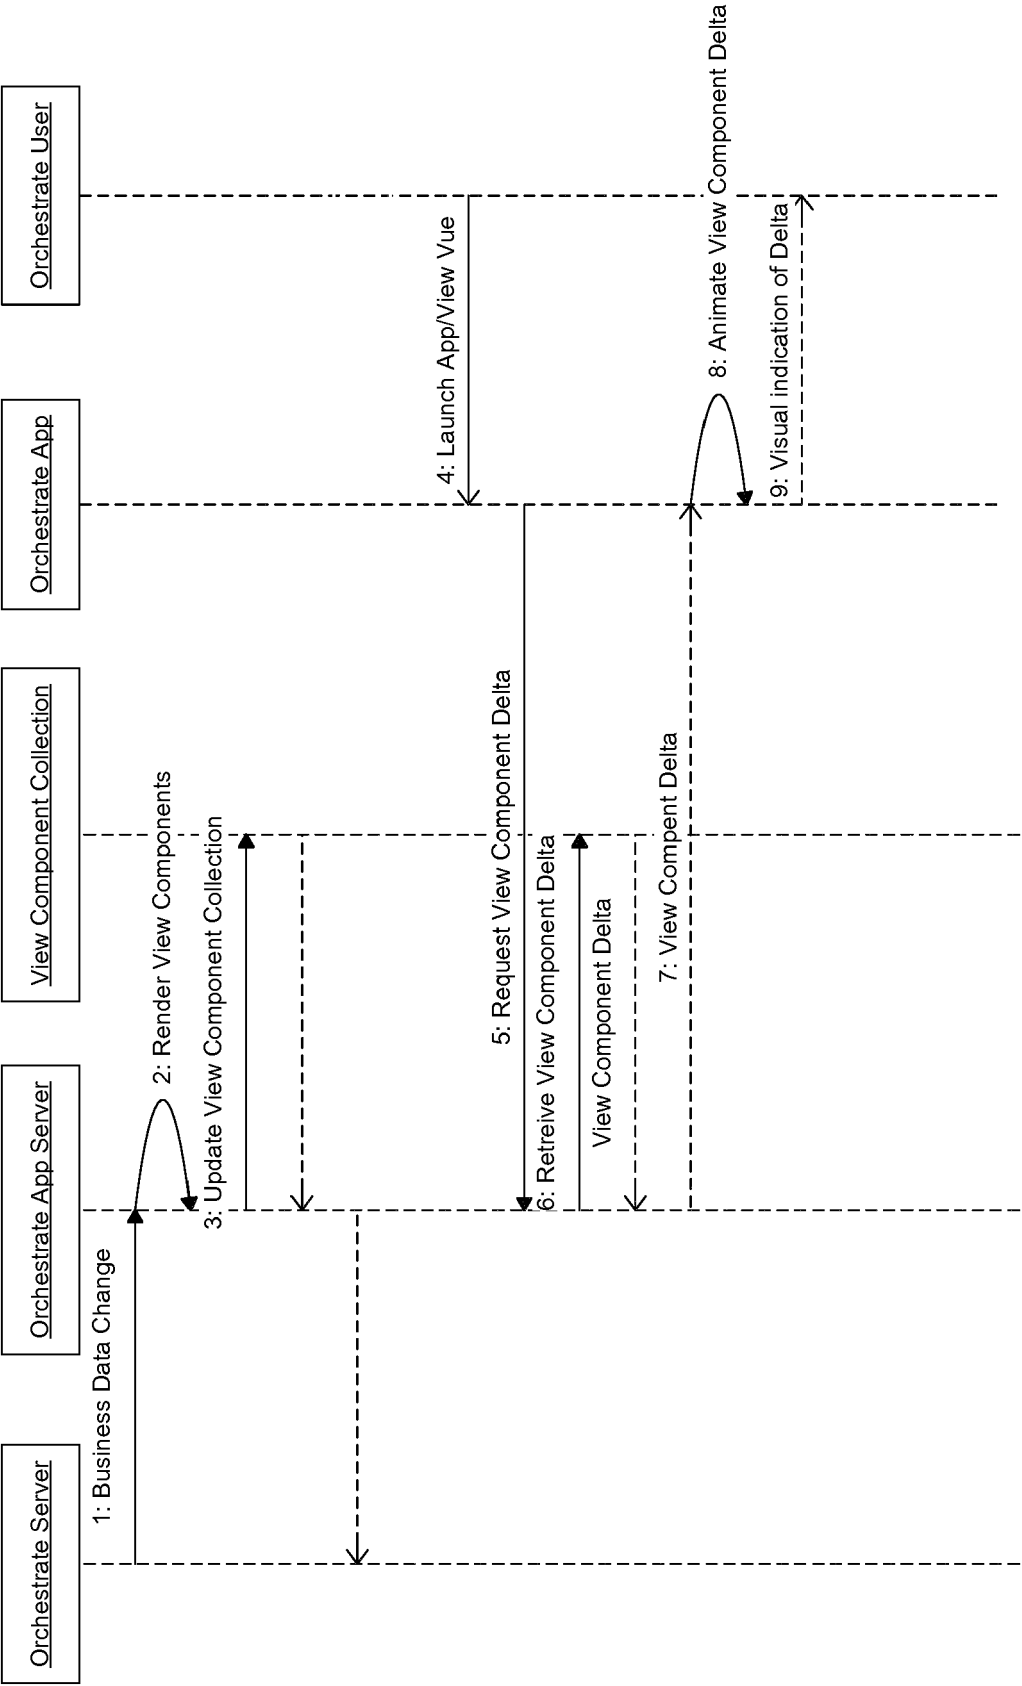 Orchestrate Server
Orchestrate App Server
View Component Collection
Orchestrate App
Orchestrate User
1: Business Data Change
2: Render View Components
3: Update View Component Collection
4: Launch App/View Vue
5: Request View Component Delta
6: Retreive View Component Delta
View Component Delta
7: View Compent Delta
8: Animate View Component Delta
9: Visual indication of Delta